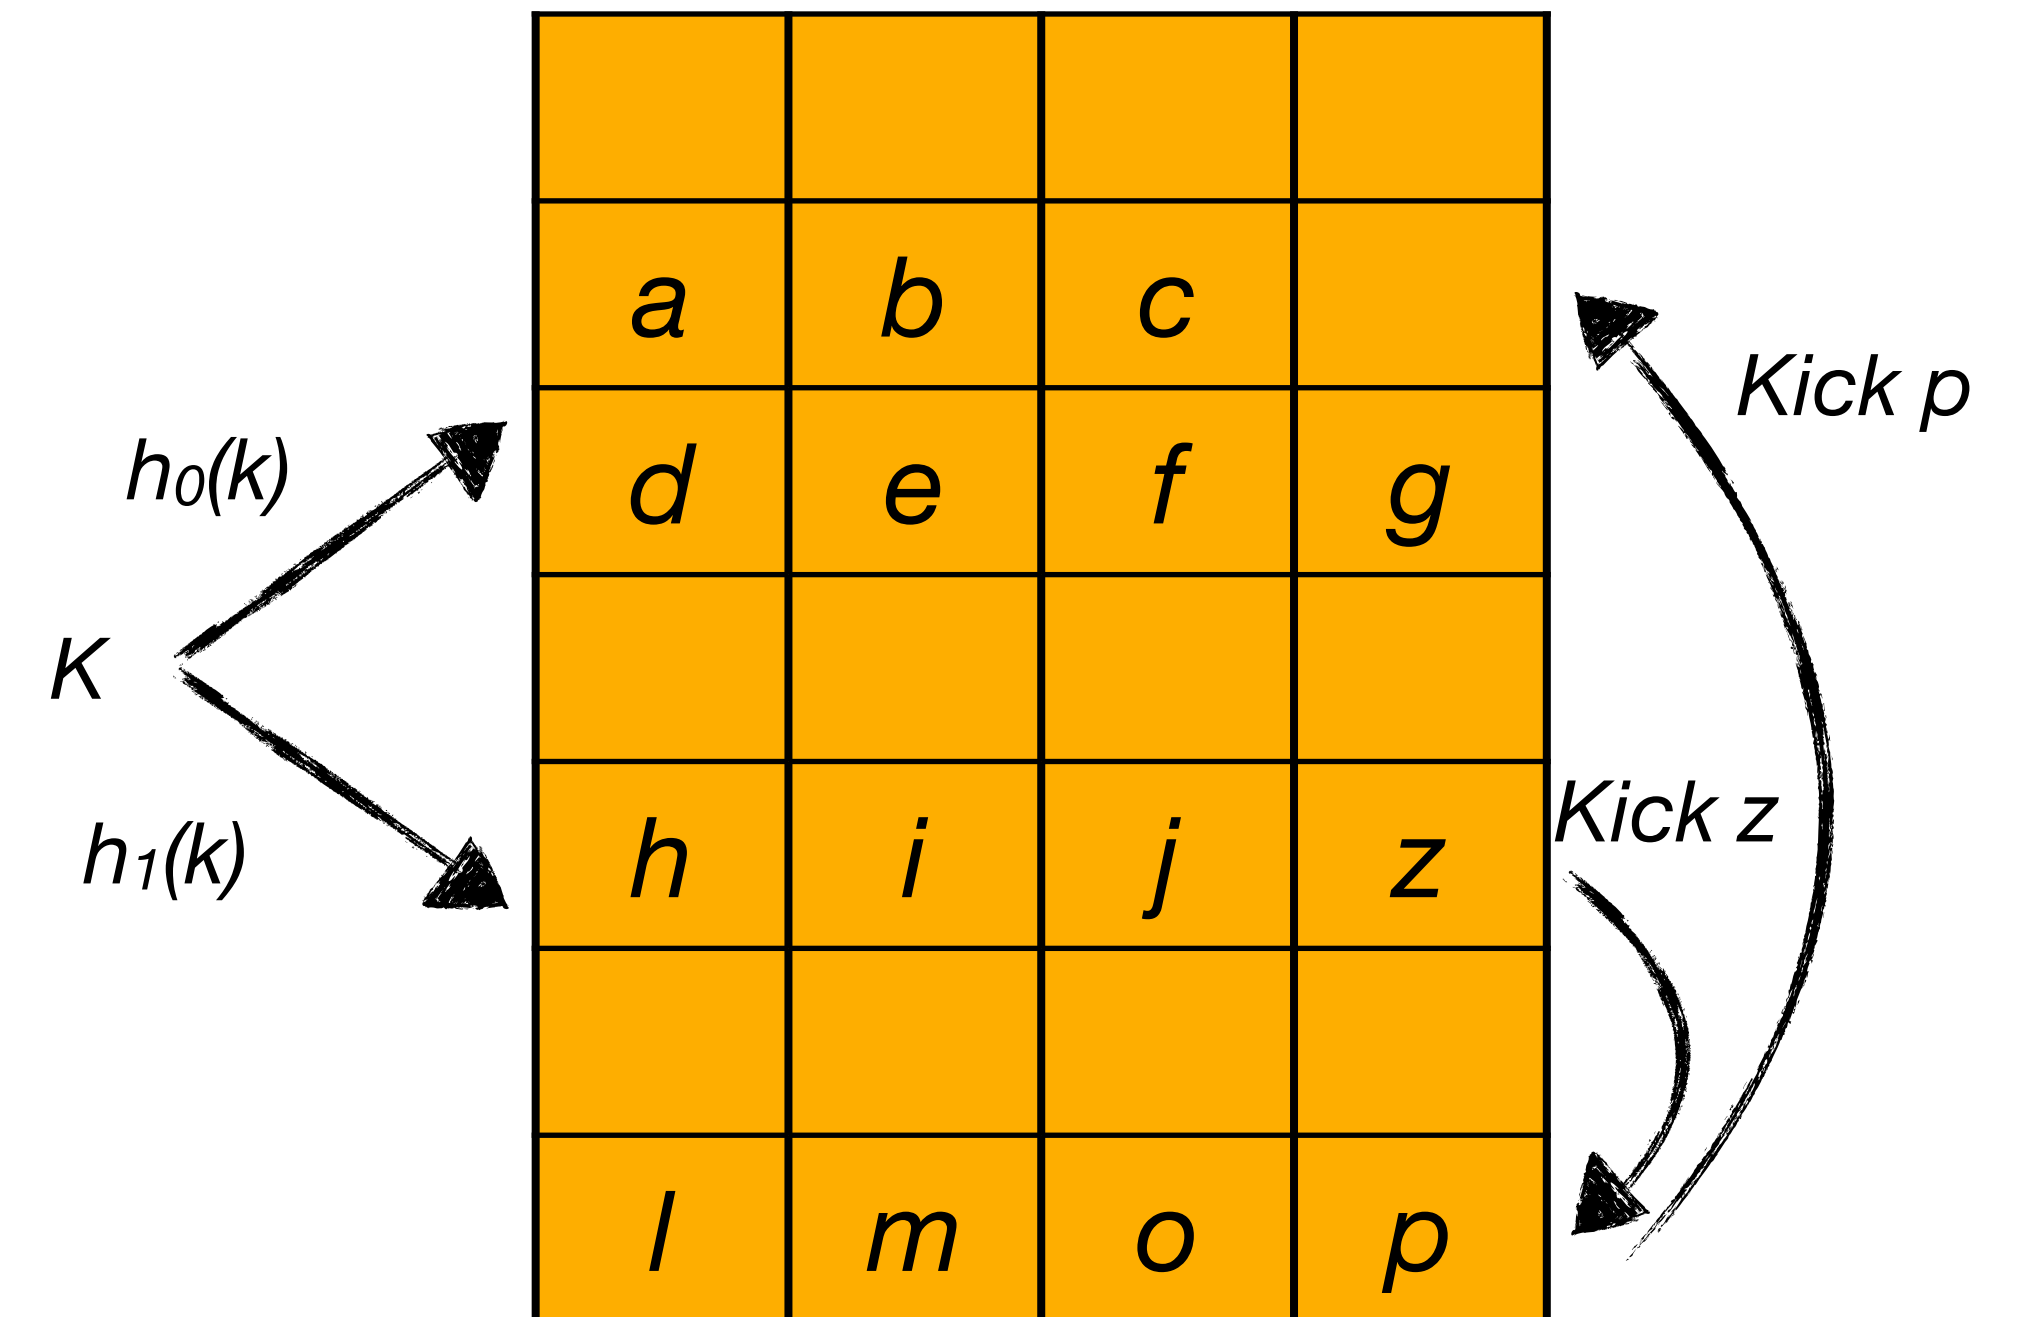 a b c
Kick p
h₀(k)
d e f g
K
Kick z
h₁(k)
h i j z
l m o p